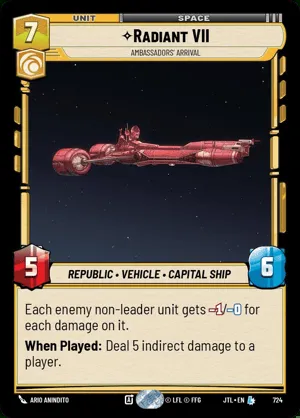 7
UNIT
SPACE
✧RADIANT VII
AMBASSADORS' ARRIVAL
5
6
REPUBLIC • VEHICLE • CAPITAL SHIP
Each enemy non-leader unit gets -1/-0 for
each damage on it.
When Played: Deal 5 indirect damage to a
player.
ARIO ANINDITO
© LFL © FFG
JTL • EN
724